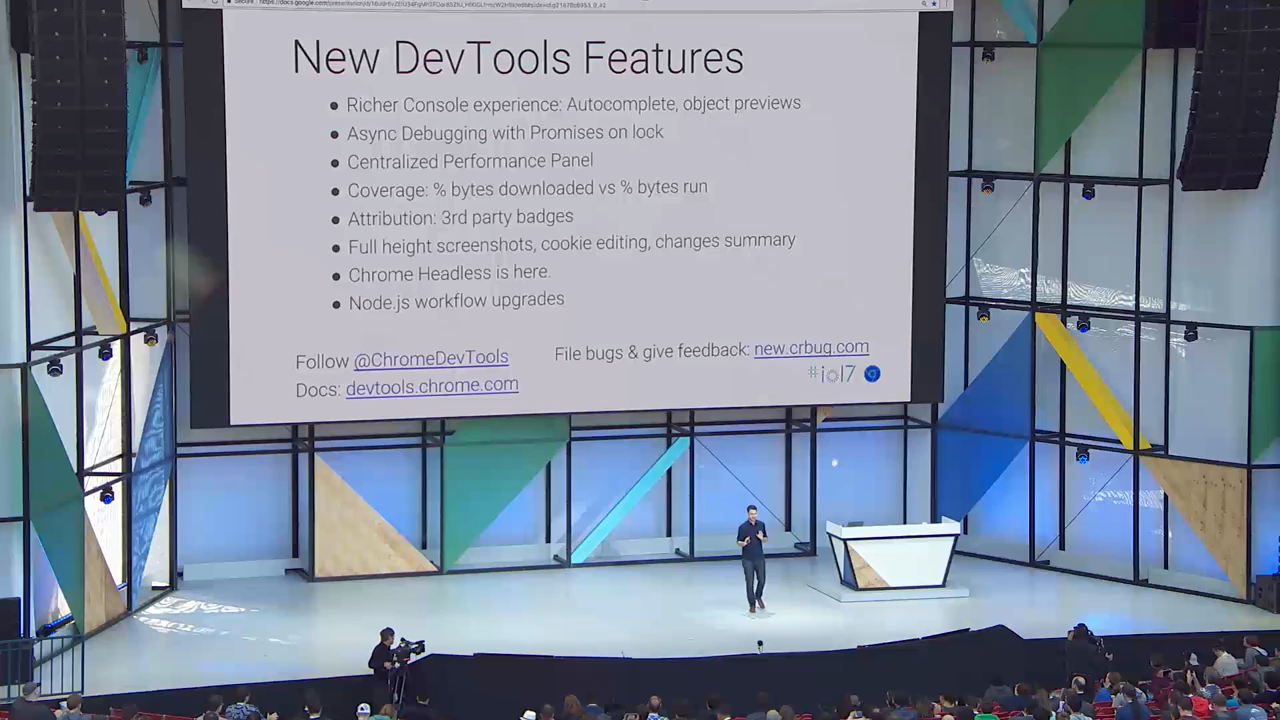 Secure
New DevTools Features
Richer Console experience: Autocomplete, object previews
Async Debugging with Promises on lock
Centralized Performance Panel
Coverage: % bytes downloaded vs % bytes run
Attribution: 3rd party badges
Full height screenshots, cookie editing, changes summary
Chrome Headless is here.
Node.js workflow upgrades
Follow @ChromeDevTools
File bugs & give feedback: new.crbug.com
Docs: devtools.chrome.com
#io17